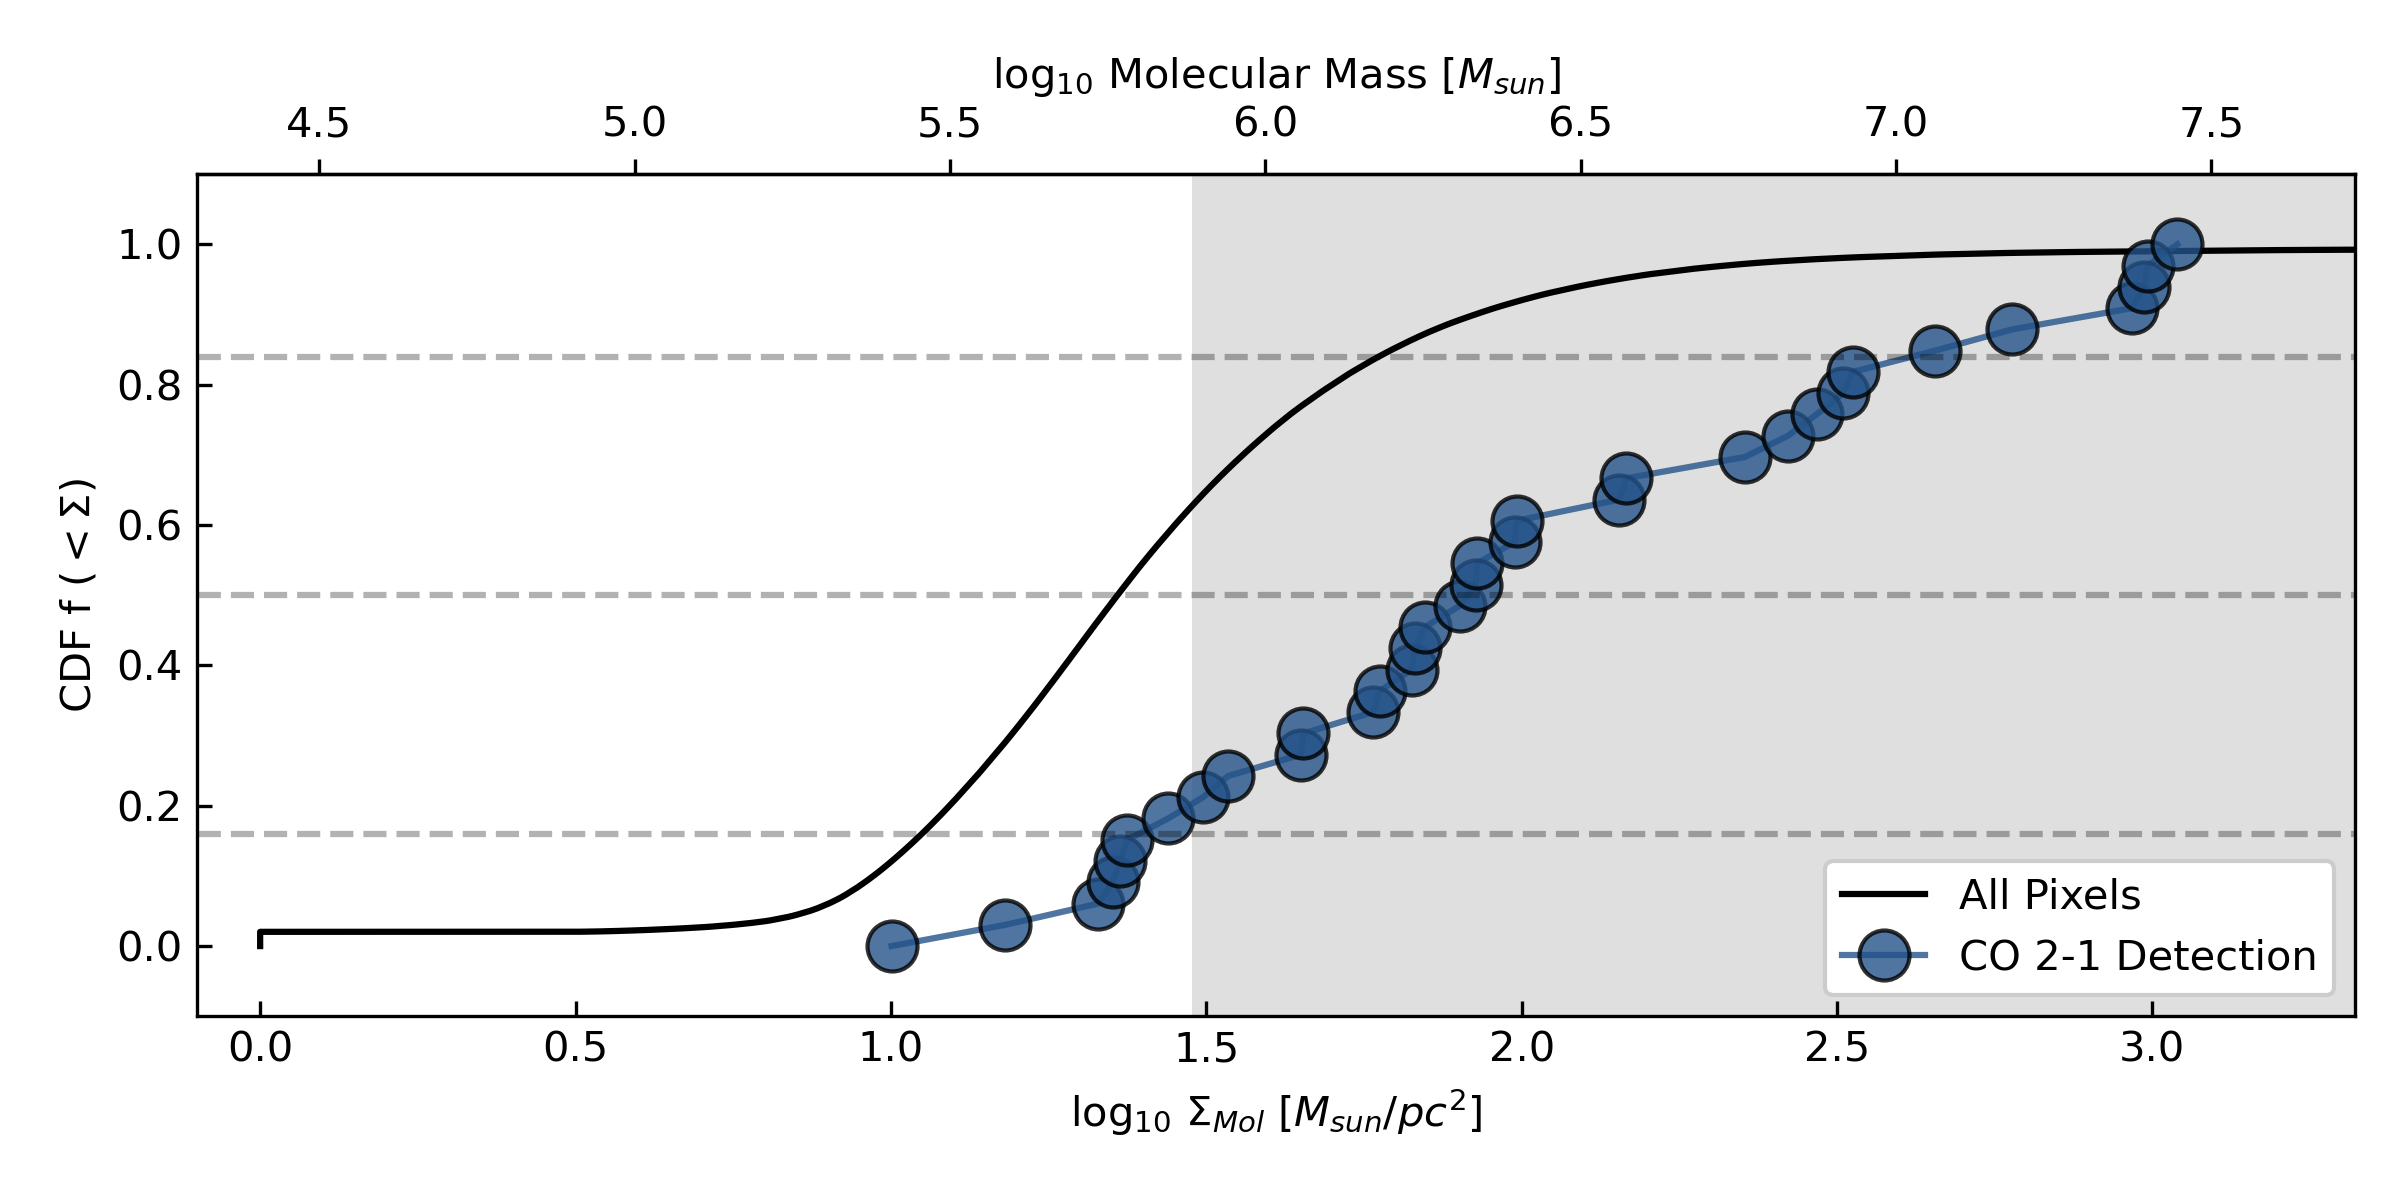 log₁₀ Molecular Mass [M_sun]
4.5 5.0 5.5 6.0 6.5 7.0 7.5
CDF f ( < Σ)
1.0
0.8
0.6
0.4
0.2
0.0
All Pixels
CO 2-1 Detection
0.0 0.5 1.0 1.5 2.0 2.5 3.0
log₁₀ Σ_Mol [M_sun/pc²]